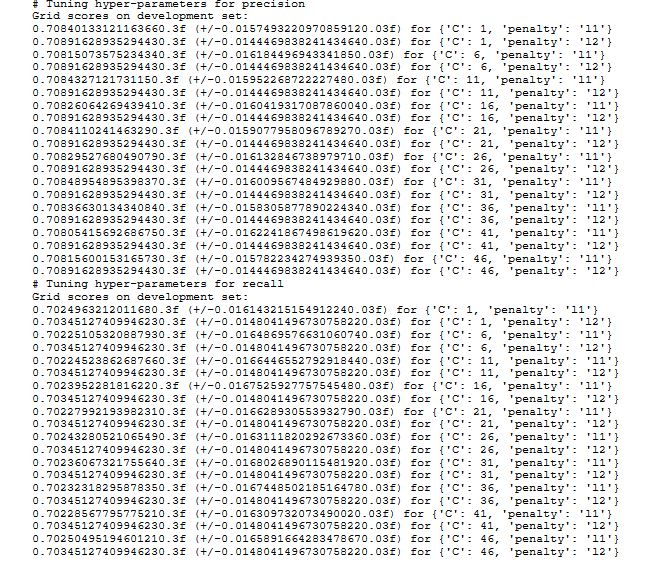 # Tuning hyper-parameters for precision
Grid scores on development set:
0.70840133121163660.3f (+/-0.0157493220970859120.03f) for {'C': 1, 'penalty': 'l1'}
0.70891628935294430.3f (+/-0.0144469838241434640.03f) for {'C': 1, 'penalty': 'l2'}
0.70815073575234340.3f (+/-0.016184496943341850.03f) for {'C': 6, 'penalty': 'l1'}
0.70891628935294430.3f (+/-0.0144469838241434640.03f) for {'C': 6, 'penalty': 'l2'}
0.7084327121731150.3f (+/-0.015952268722227480.03f) for {'C': 11, 'penalty': 'l1'}
0.70891628935294430.3f (+/-0.0144469838241434640.03f) for {'C': 11, 'penalty': 'l2'}
0.70826064269439410.3f (+/-0.0160419317087860040.03f) for {'C': 16, 'penalty': 'l1'}
0.70891628935294430.3f (+/-0.0144469838241434640.03f) for {'C': 16, 'penalty': 'l2'}
0.7084110241463290.3f (+/-0.0159077958096789270.03f) for {'C': 21, 'penalty': 'l1'}
0.70891628935294430.3f (+/-0.0144469838241434640.03f) for {'C': 21, 'penalty': 'l2'}
0.70829527680490790.3f (+/-0.016132846738979710.03f) for {'C': 26, 'penalty': 'l1'}
0.70891628935294430.3f (+/-0.0144469838241434640.03f) for {'C': 26, 'penalty': 'l2'}
0.70848954895398370.3f (+/-0.016009567484929880.03f) for {'C': 31, 'penalty': 'l1'}
0.70891628935294430.3f (+/-0.0144469838241434640.03f) for {'C': 31, 'penalty': 'l2'}
0.70836630134340840.3f (+/-0.0158305877890224340.03f) for {'C': 36, 'penalty': 'l1'}
0.70891628935294430.3f (+/-0.0144469838241434640.03f) for {'C': 36, 'penalty': 'l2'}
0.70805415692686750.3f (+/-0.0162241867498619620.03f) for {'C': 41, 'penalty': 'l1'}
0.70891628935294430.3f (+/-0.0144469838241434640.03f) for {'C': 41, 'penalty': 'l2'}
0.70815600153165730.3f (+/-0.015782234274939350.03f) for {'C': 46, 'penalty': 'l1'}
0.70891628935294430.3f (+/-0.0144469838241434640.03f) for {'C': 46, 'penalty': 'l2'}
# Tuning hyper-parameters for recall
Grid scores on development set:
0.7024963212011680.3f (+/-0.016143215154912240.03f) for {'C': 1, 'penalty': 'l1'}
0.70345127409946230.3f (+/-0.0148041496730758220.03f) for {'C': 1, 'penalty': 'l2'}
0.70225105320887930.3f (+/-0.0164869576631060740.03f) for {'C': 6, 'penalty': 'l1'}
0.70345127409946230.3f (+/-0.0148041496730758220.03f) for {'C': 6, 'penalty': 'l2'}
0.70224523862687660.3f (+/-0.0166446552792918440.03f) for {'C': 11, 'penalty': 'l1'}
0.70345127409946230.3f (+/-0.0148041496730758220.03f) for {'C': 11, 'penalty': 'l2'}
0.7023952281816220.3f (+/-0.0167525927757545480.03f) for {'C': 16, 'penalty': 'l1'}
0.70345127409946230.3f (+/-0.0148041496730758220.03f) for {'C': 16, 'penalty': 'l2'}
0.70227992193982310.3f (+/-0.0166289305539327 90.03f) for {'C': 21, 'penalty': 'l1'}
0.70345127409946230.3f (+/-0.0148041496730758220.03f) for {'C': 21, 'penalty': 'l2'}
0.70243280521065490.3f (+/-0.0163111820292673360.03f) for {'C': 26, 'penalty': 'l1'}
0.70345127409946230.3f (+/-0.0148041496730758220.03f) for {'C': 26, 'penalty': 'l2'}
0.70236067321755640.3f (+/-0.0168026890115481920.03f) for {'C': 31, 'penalty': 'l1'}
0.70345127409946230.3f (+/-0.0148041496730758220.03f) for {'C': 31, 'penalty': 'l2'}
0.70232318295878350.3f (+/-0.0167448502185164780.03f) for {'C': 36, 'penalty': 'l1'}
0.70345127409946230.3f (+/-0.0148041496730758220.03f) for {'C': 36, 'penalty': 'l2'}
0.70228567795775210.3f (+/-0.0163097320734900 20.03f) for {'C': 41, 'penalty': 'l1'}
0.70345127409946230.3f (+/-0.0148041496730758220.03f) for {'C': 41, 'penalty': 'l2'}
0.70250495194601210.3f (+/-0.0165891664283478670.03f) for {'C': 46, 'penalty': 'l1'}
0.70345127409946230.3f (+/-0.0148041496730758220.03f) for {'C': 46, 'penalty': 'l2'}